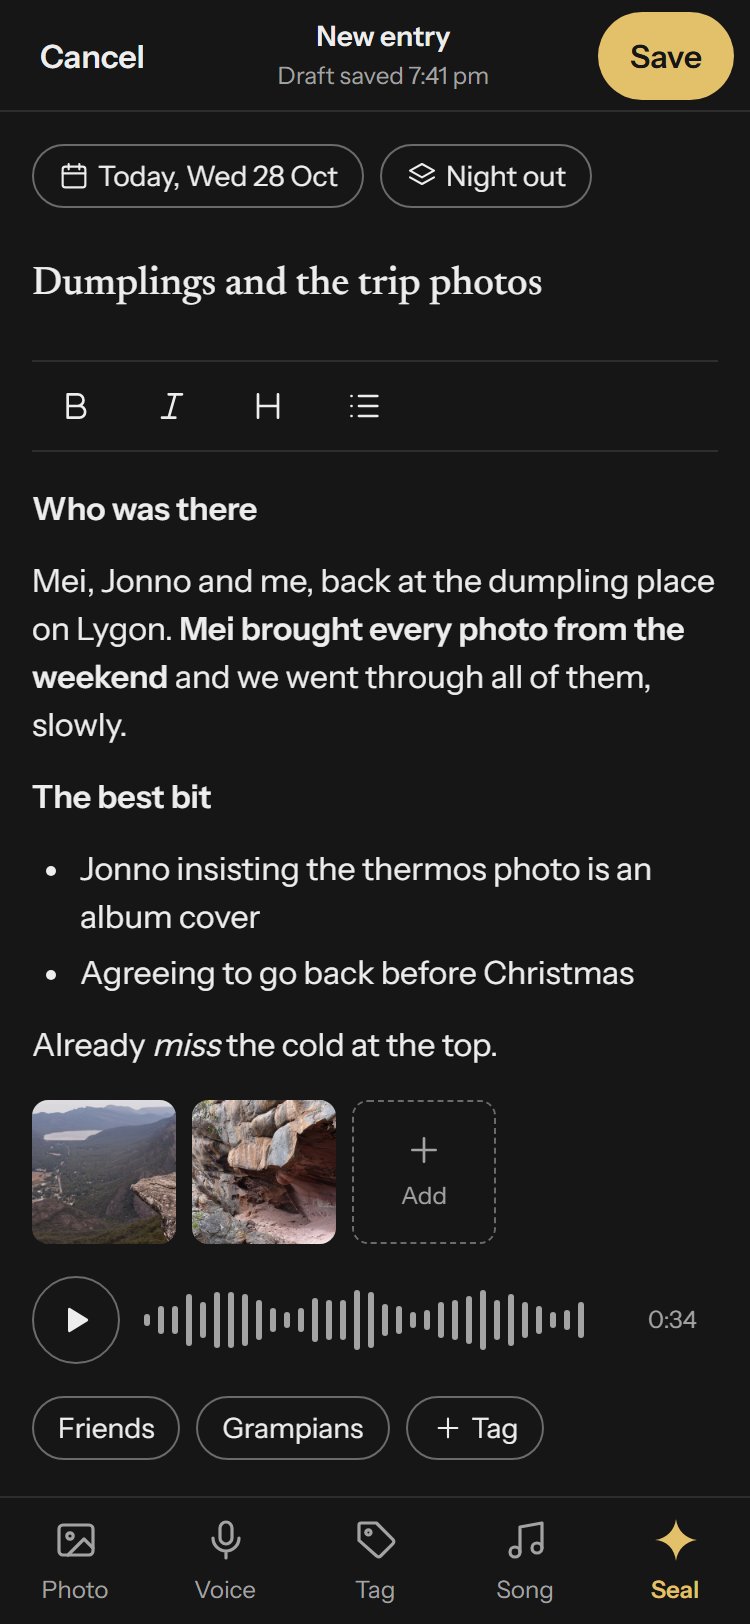 Cancel
New entry
Draft saved 7:41 pm
Save
Today, Wed 28 Oct
Night out
Dumplings and the trip photos
B I H
Who was there
Mei, Jonno and me, back at the dumpling place
on Lygon. Mei brought every photo from the
weekend and we went through all of them,
slowly.
The best bit
• Jonno insisting the thermos photo is an
album cover
• Agreeing to go back before Christmas
Already miss the cold at the top.
Add
0:34
Friends
Grampians
+ Tag
Photo
Voice
Tag
Song
Seal